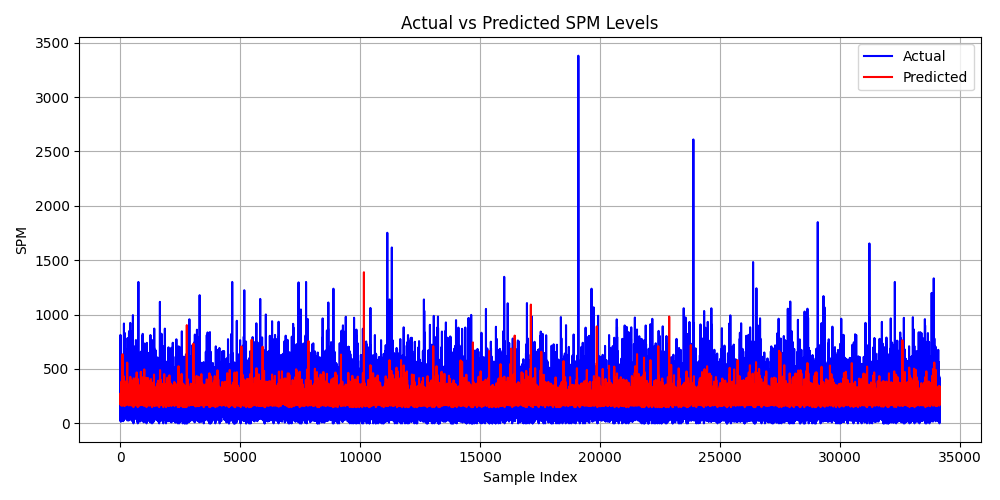 Actual vs Predicted SPM Levels
3500
3000
2500
2000
1500
1000
500
0
SPM
Actual
Predicted
0 5000 10000 15000 20000 25000 30000 35000
Sample Index